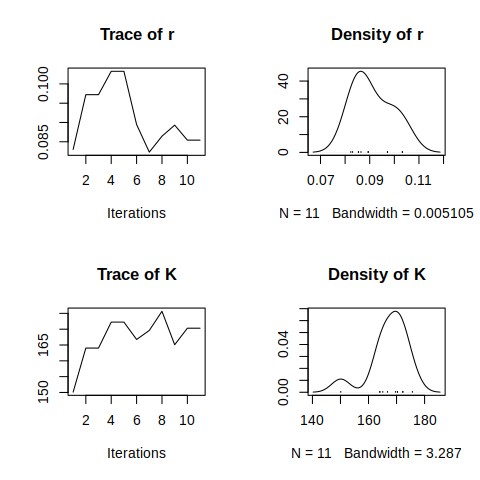 Trace of r
0.085 0.100
2 4 6 8 10
Iterations
Density of r
0 20 40
0.07 0.09 0.11
N = 11 Bandwidth = 0.005105
Trace of K
150 165
2 4 6 8 10
Iterations
Density of K
0.00 0.04
140 160 180
N = 11 Bandwidth = 3.287